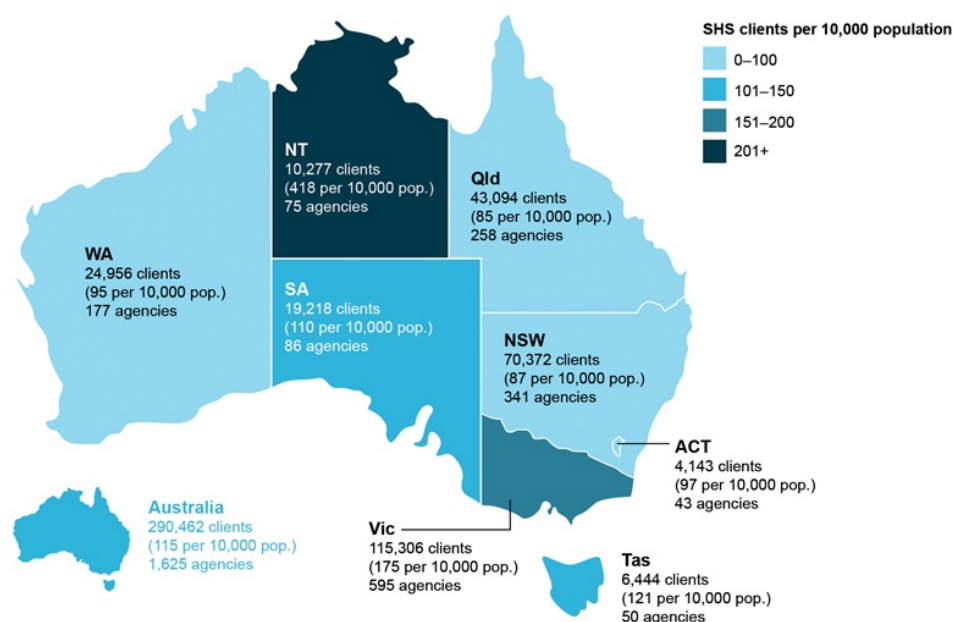 SHS clients per 10,000 population
0–100
101–150
151–200
201+
NT
10,277 clients
(418 per 10,000 pop.)
75 agencies
Qld
43,094 clients
(85 per 10,000 pop.)
258 agencies
WA
24,956 clients
(95 per 10,000 pop.)
177 agencies
SA
19,218 clients
(110 per 10,000 pop.)
86 agencies
NSW
70,372 clients
(87 per 10,000 pop.)
341 agencies
ACT
4,143 clients
(97 per 10,000 pop.)
43 agencies
Australia
290,462 clients
(115 per 10,000 pop.)
1,625 agencies
Vic
115,306 clients
(175 per 10,000 pop.)
595 agencies
Tas
6,444 clients
(121 per 10,000 pop.)
50 agencies